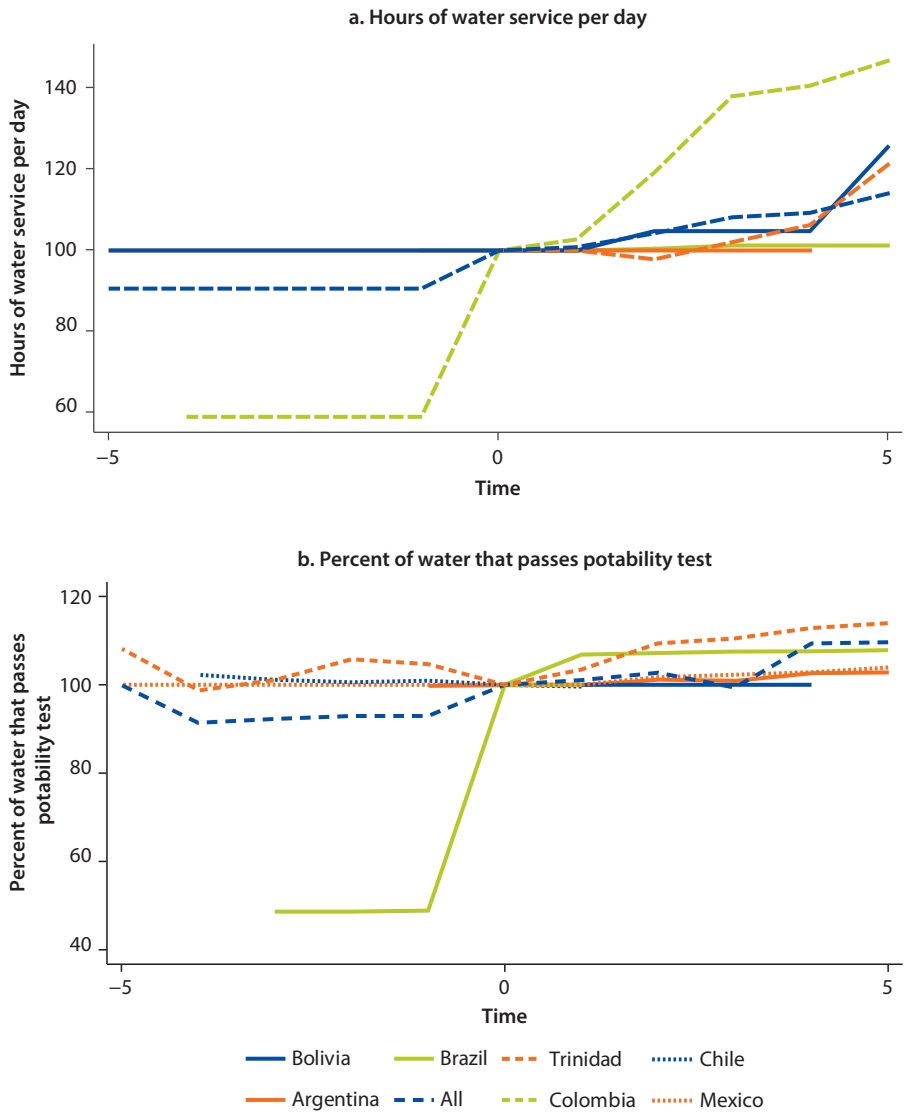 a. Hours of water service per day
Hours of water service per day
140
120
100
80
60
−5
0
5
Time
b. Percent of water that passes potability test
Percent of water that passes
potability test
120
100
80
60
40
−5
0
5
Time
Bolivia Brazil Trinidad Chile
Argentina All Colombia Mexico